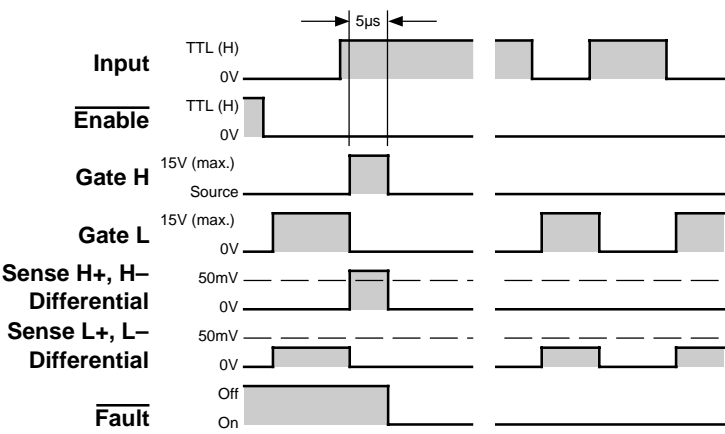 5µs
Input
TTL (H)
0V
Enable
TTL (H)
0V
Gate H
15V (max.)
Source
Gate L
15V (max.)
0V
Sense H+, H–
Differential
50mV
0V
Sense L+, L–
Differential
50mV
0V
Fault
Off
On